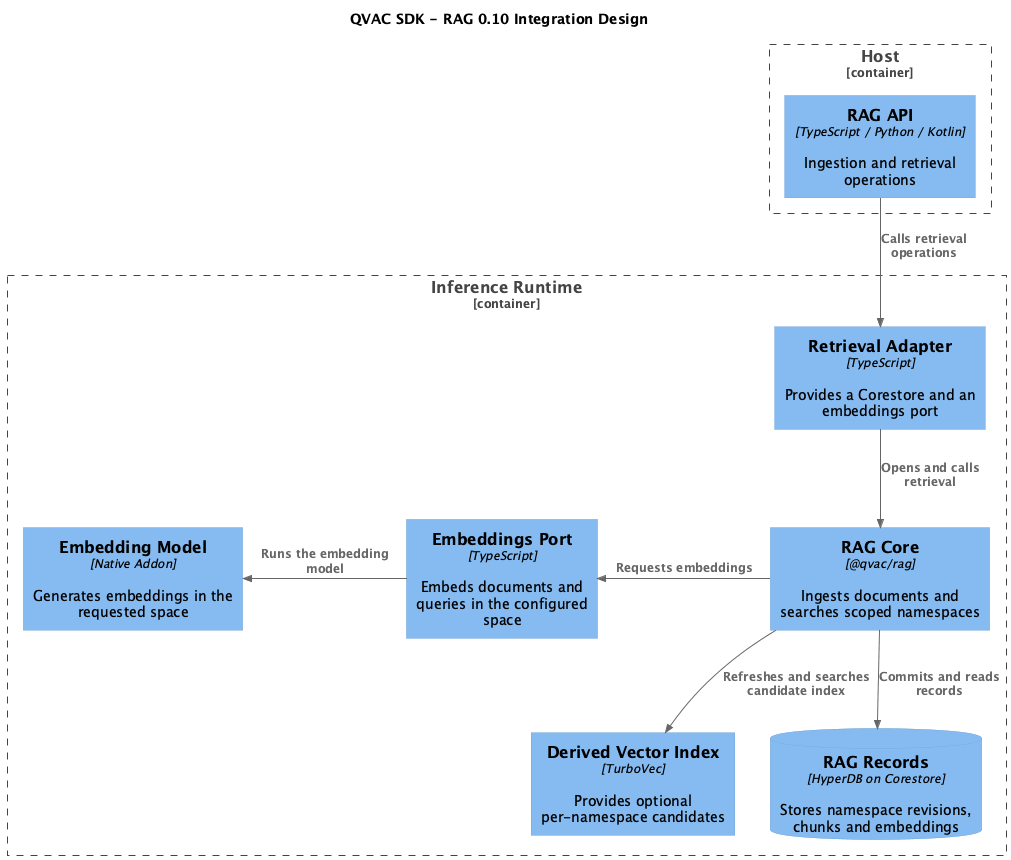 QVAC SDK – RAG 0.10 Integration Design
Host
[container]
RAG API
[TypeScript / Python / Kotlin]
Ingestion and retrieval
operations
Calls retrieval
operations
Inference Runtime
[container]
Retrieval Adapter
[TypeScript]
Provides a Corestore and an
embeddings port
Opens and calls
retrieval
Embedding Model
[Native Addon]
Generates embeddings in the
requested space
Runs the embedding
model
Embeddings Port
[TypeScript]
Embeds documents and
queries in the configured
space
Requests embeddings
RAG Core
[@qvac/rag]
Ingests documents and
searches scoped namespaces
Refreshes and searches
candidate index
Commits and reads
records
Derived Vector Index
[TurboVec]
Provides optional
per-namespace candidates
RAG Records
[HyperDB on Corestore]
Stores namespace revisions,
chunks and embeddings